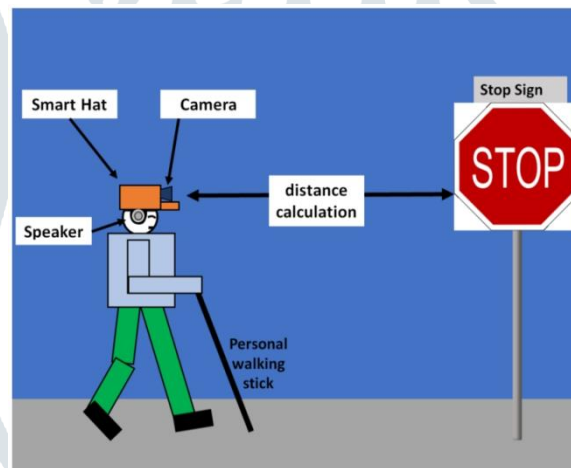 Stop Sign
Smart Hat
Camera
STOP
distance
calculation
Speaker
Personal
walking
stick